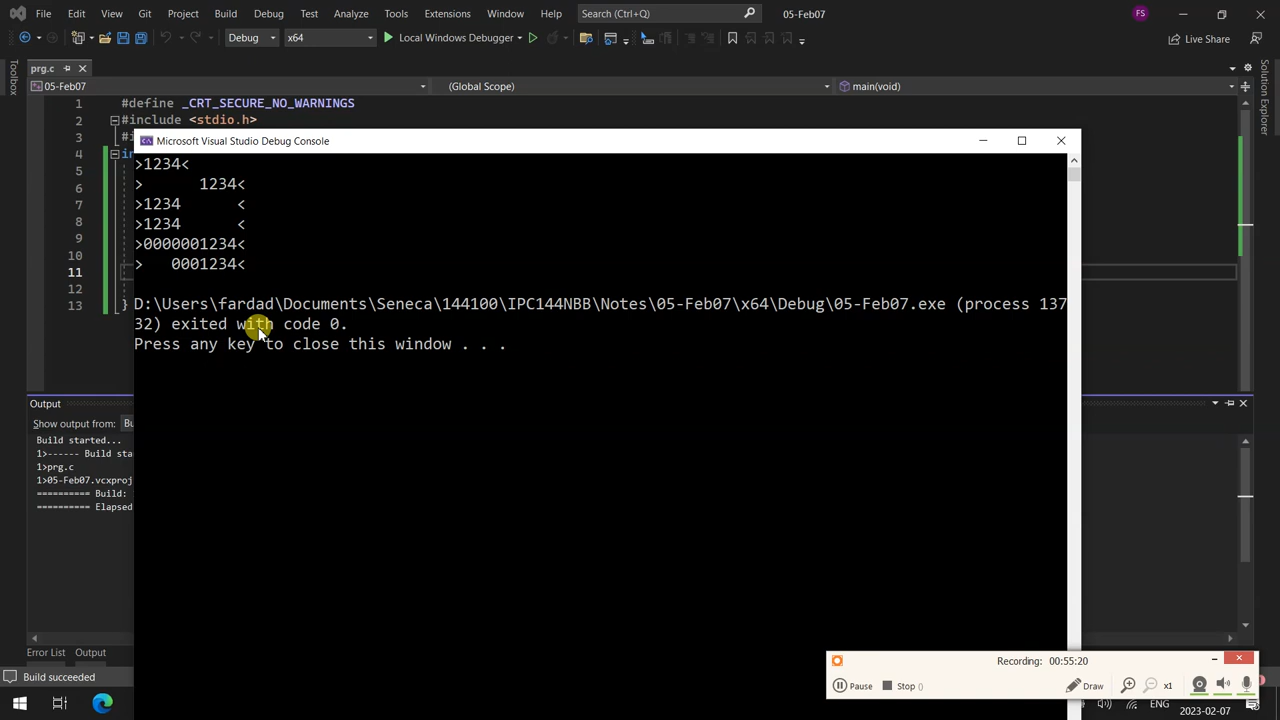 File Edit View Git Project Build Debug Test Analyze Tools Extensions Window Help Search (Ctrl+Q) 05-Feb07 FS
Debug x64 Local Windows Debugger Live Share
Toolbox
prg.c
Solution Explorer
05-Feb07 (Global Scope) main(void)
1 #define _CRT_SECURE_NO_WARNINGS
2 #include <stdio.h>
3 #i
4 in
5
6
7
8
9
10
11
12
13 }
Microsoft Visual Studio Debug Console
>1234<
>      1234<
>1234      <
>1234      <
>0000001234<
>   0001234<
D:\Users\fardad\Documents\Seneca\144100\IPC144NBB\Notes\05-Feb07\x64\Debug\05-Feb07.exe (process 137
32) exited with code 0.
Press any key to close this window . . .
Output
Show output from: Bu
Build started...
1>------ Build sta
1>prg.c
1>05-Feb07.vcxproj
========== Build:
========== Elapsed
Error List Output
Build succeeded
Recording: 00:55:20
Pause Stop () Draw x1
ENG 2023-02-07